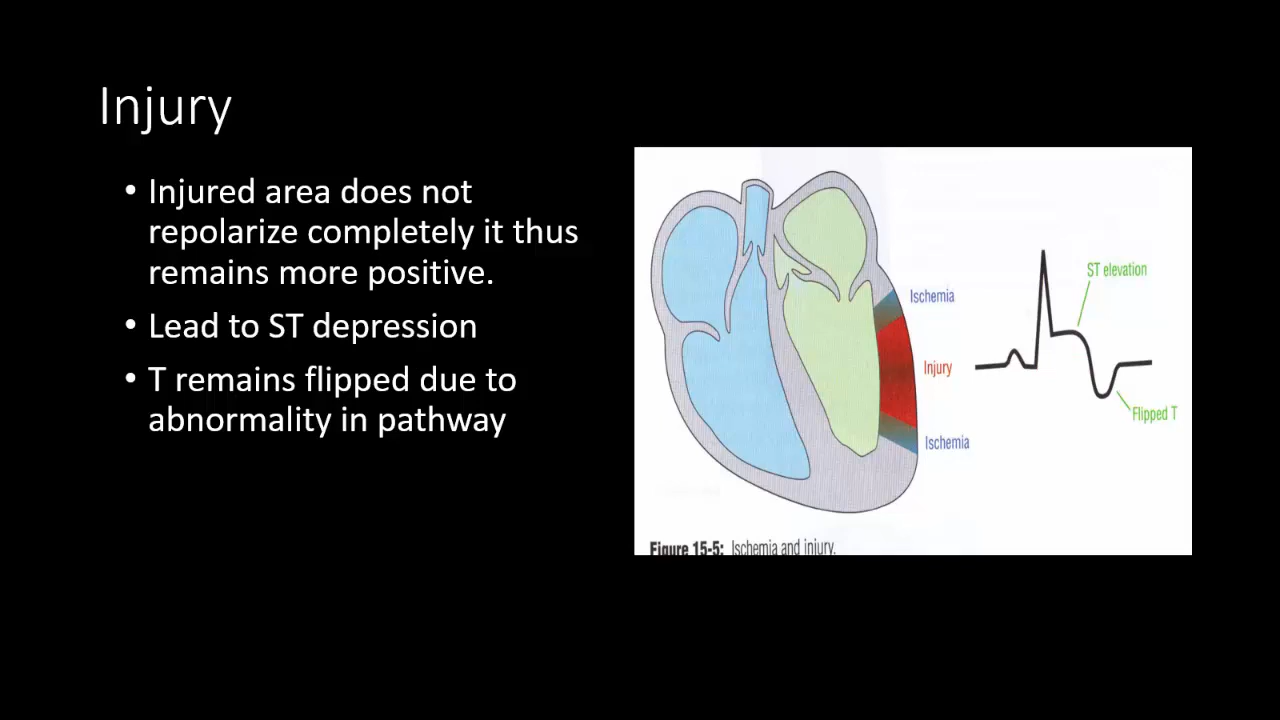 Injury
• Injured area does not
repolarize completely it thus
remains more positive.
• Lead to ST depression
• T remains flipped due to
abnormality in pathway
Ischemia
Injury
Ischemia
ST elevation
Flipped T
Figure 15-5: Ischemia and injury.